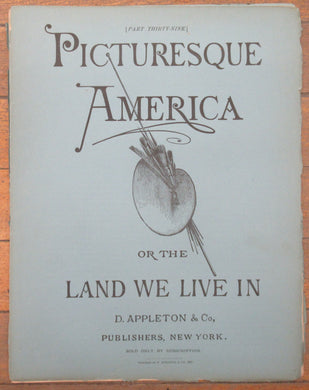 [PART THIRTY-NINE]
PICTURESQUE
AMERICA
OR THE
LAND WE LIVE IN
D. APPLETON & Co,
PUBLISHERS, NEW YORK.
SOLD ONLY BY SUBSCRIPTION.